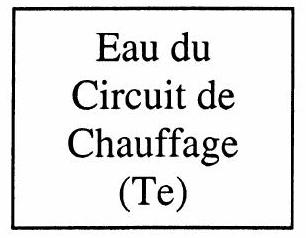 Eau du
Circuit de
Chauffage
(Te)